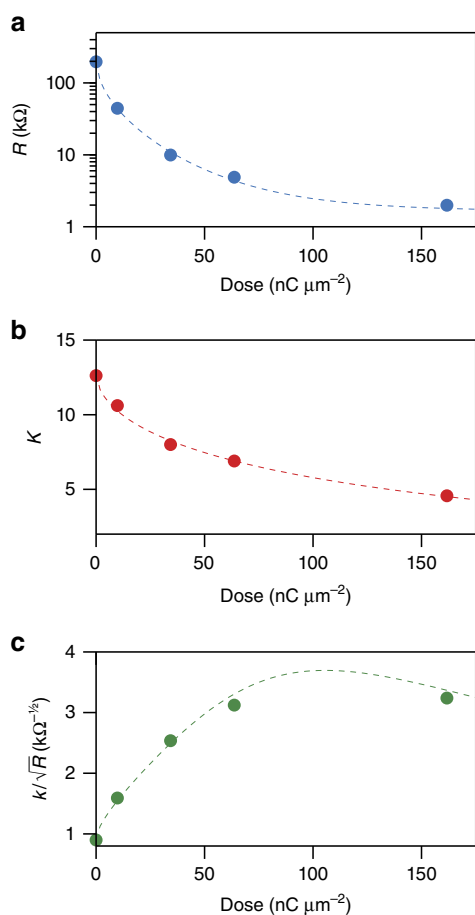 a
100
10
1
R (kΩ)
0 50 100 150
Dose (nC μm⁻²)
b
15
10
5
K
0 50 100 150
Dose (nC μm⁻²)
c
4
3
2
1
k/√R (kΩ⁻½)
0 50 100 150
Dose (nC μm⁻²)